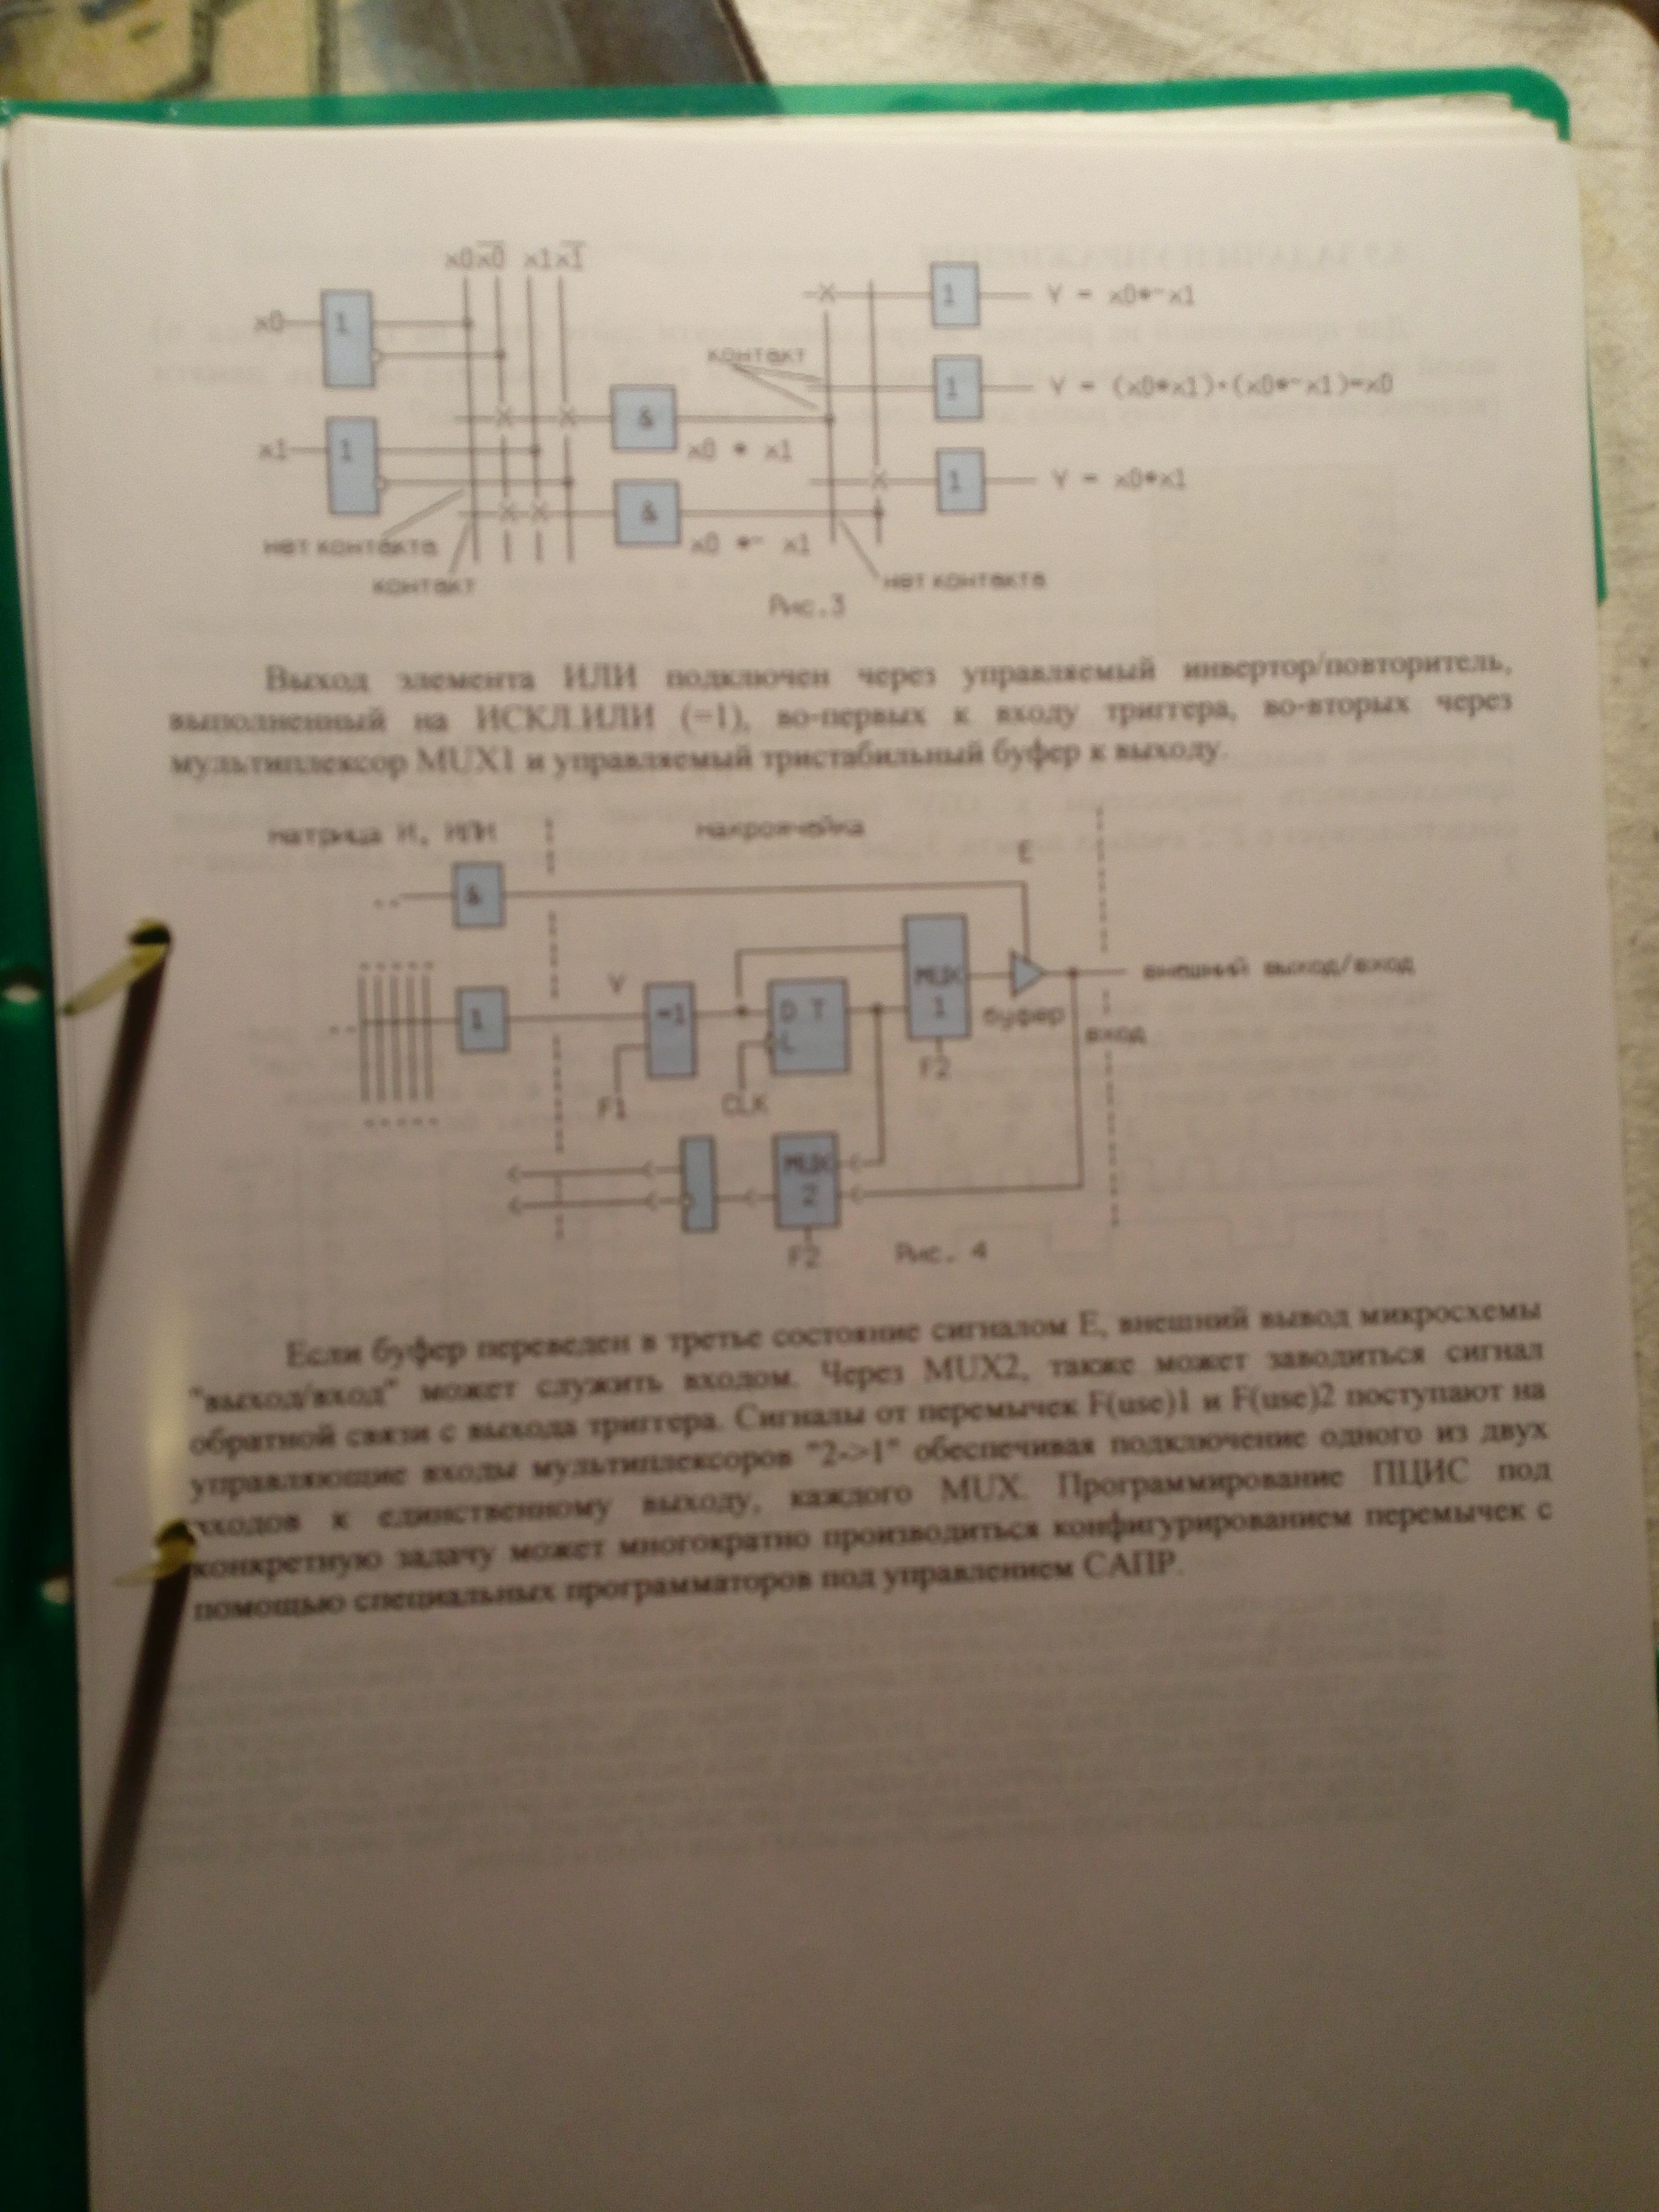 x0 x0 x1 x1
x0 1
1 Y = x0*~x1
контакт
1 Y = (x0*x1)+(x0*~x1)=x0
&
x1 1
x0 * x1
1 Y = x0*x1
&
нет контакта
x0 *~ x1
контакт
нет контакта
Рис.3
Выход элемента ИЛИ подключен через управляемый инвертор/повторитель,
выполненный на ИСКЛ.ИЛИ (=1), во-первых к входу триггера, во-вторых через
мультиплексор MUX1 и управляемый тристабильный буфер к выходу.
матрица И, ИЛИ макроячейка
E
&
внешний выход/вход
MUX
1
Y
1 =1 D T
L
буфер
вход
F2
F1 CLK
MUX
2
F2
Рис. 4
Если буфер переведен в третье состояние сигналом Е, внешний вывод микросхемы
"выход/вход" может служить входом. Через MUX2, также может заводиться сигнал
обратной связи с выхода триггера. Сигналы от перемычек F(use)1 и F(use)2 поступают на
управляющие входы мультиплексоров "2->1" обеспечивая подключение одного из двух
входов к единственному выходу, каждого MUX. Программирование ПЦИС под
конкретную задачу может многократно производиться конфигурированием перемычек с
помощью специальных программаторов под управлением САПР.